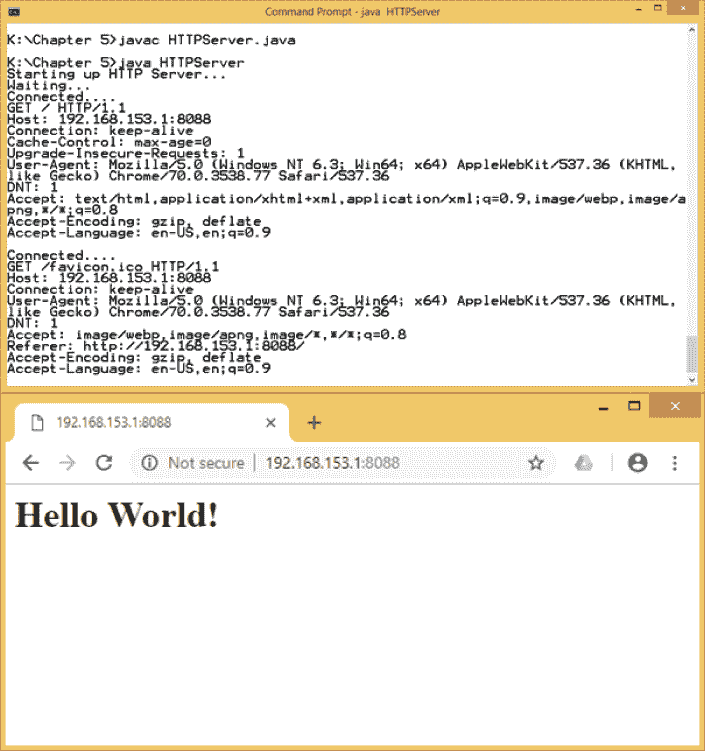 Command Prompt - java HTTPServer
K:\Chapter 5>javac HTTPServer.java
K:\Chapter 5>java HTTPServer
Starting up HTTP Server...
Waiting...
Connected....
GET / HTTP/1.1
Host: 192.168.153.1:8088
Connection: keep-alive
Cache-Control: max-age=0
Upgrade-Insecure-Requests: 1
User-Agent: Mozilla/5.0 (Windows NT 6.3; Win64; x64) AppleWebKit/537.36 (KHTML,
like Gecko) Chrome/70.0.3538.77 Safari/537.36
DNT: 1
Accept: text/html,application/xhtml+xml,application/xml;q=0.9,image/webp,image/a
png,*/*;q=0.8
Accept-Encoding: gzip, deflate
Accept-Language: en-US,en;q=0.9
Connected....
GET /favicon.ico HTTP/1.1
Host: 192.168.153.1:8088
Connection: keep-alive
User-Agent: Mozilla/5.0 (Windows NT 6.3; Win64; x64) AppleWebKit/537.36 (KHTML,
like Gecko) Chrome/70.0.3538.77 Safari/537.36
DNT: 1
Accept: image/webp,image/apng,image/*,*/*;q=0.8
Referer: http://192.168.153.1:8088/
Accept-Encoding: gzip, deflate
Accept-Language: en-US,en;q=0.9
192.168.153.1:8088
Not secure | 192.168.153.1:8088
Hello World!